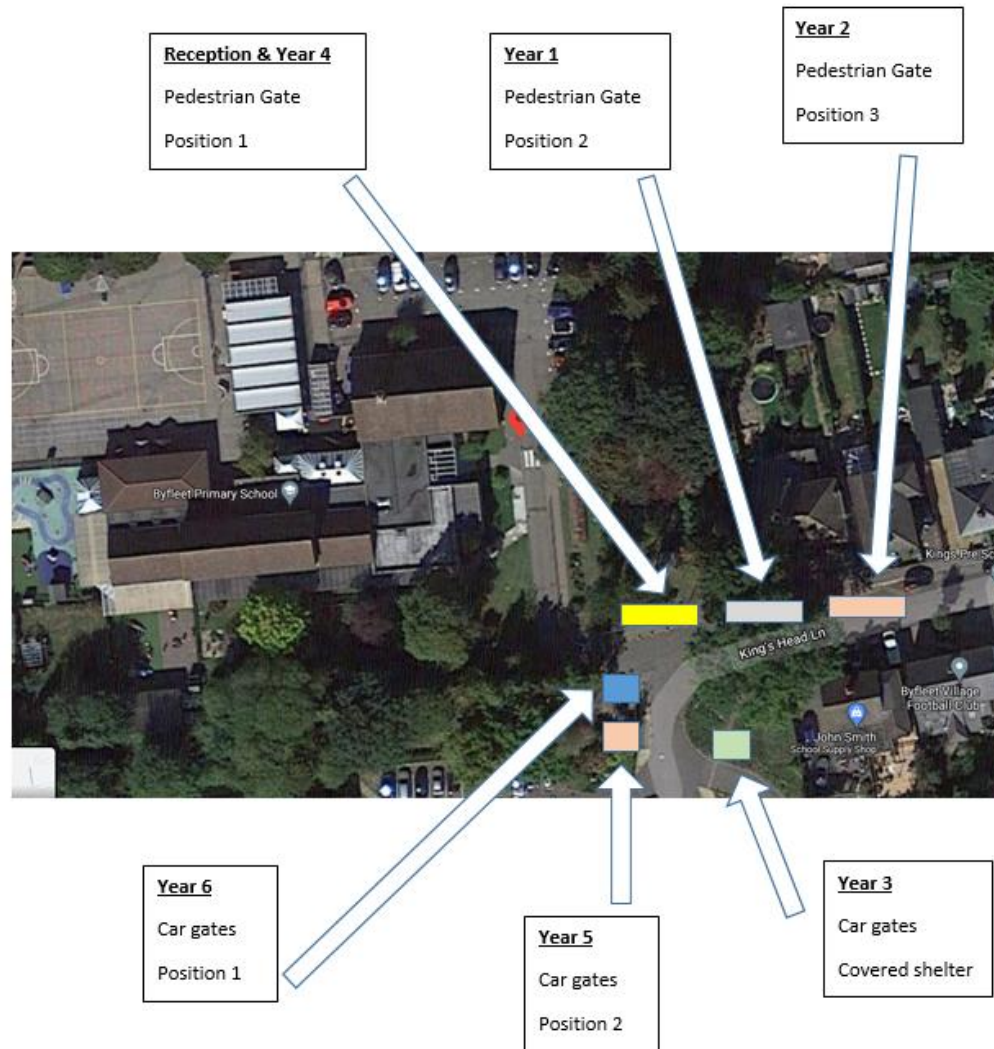 Reception & Year 4
Pedestrian Gate
Position 1
Year 1
Pedestrian Gate
Position 2
Year 2
Pedestrian Gate
Position 3
Byfleet Primary School
Kings Pre Sc
King's Head Ln
Byfleet Village
Football Club
John Smith
School Supply Shop
Year 6
Car gates
Position 1
Year 5
Car gates
Position 2
Year 3
Car gates
Covered shelter